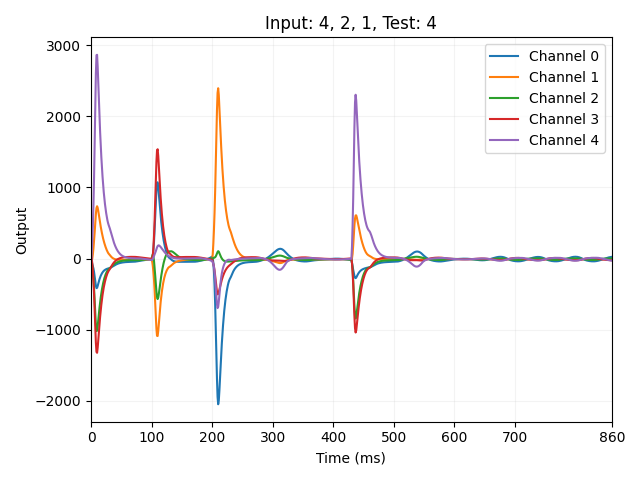 Input: 4, 2, 1, Test: 4
3000
2000
1000
0
−1000
−2000
Output
Channel 0
Channel 1
Channel 2
Channel 3
Channel 4
0 100 200 300 400 500 600 700 860
Time (ms)